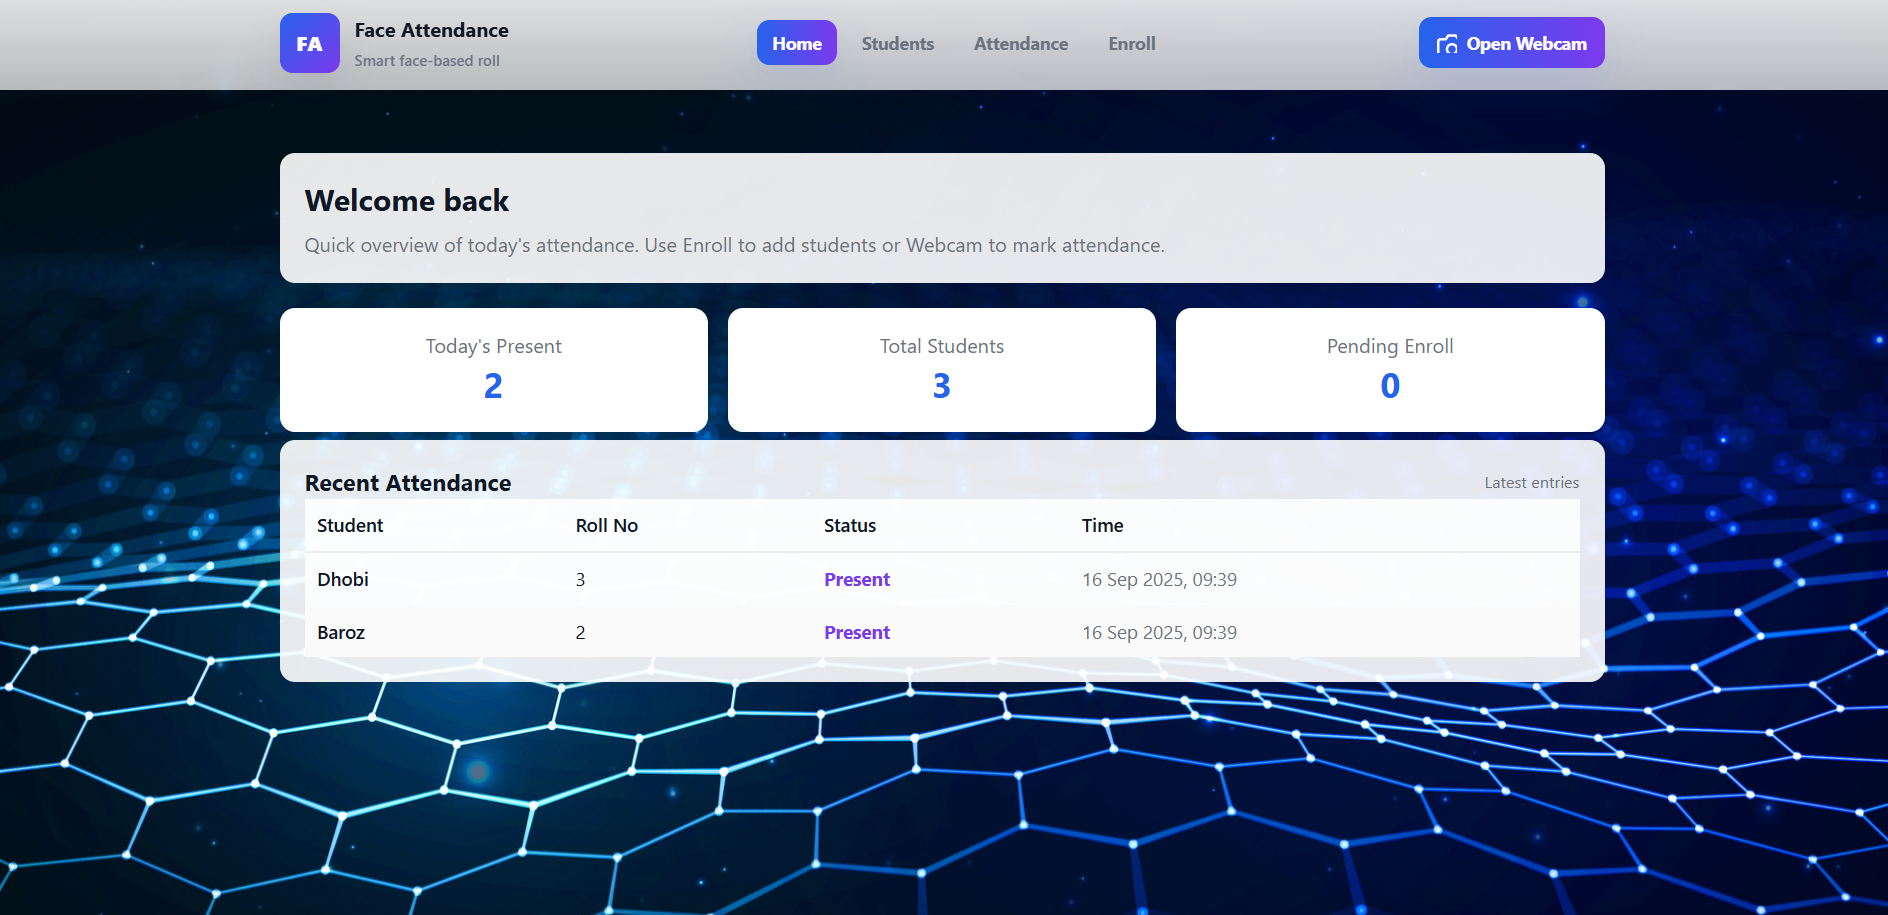 FA
Face Attendance
Smart face-based roll
Home Students Attendance Enroll
Open Webcam
Welcome back
Quick overview of today's attendance. Use Enroll to add students or Webcam to mark attendance.
Today's Present
2
Total Students
3
Pending Enroll
0
Recent Attendance
Latest entries
Student Roll No Status Time
Dhobi 3 Present 16 Sep 2025, 09:39
Baroz 2 Present 16 Sep 2025, 09:39